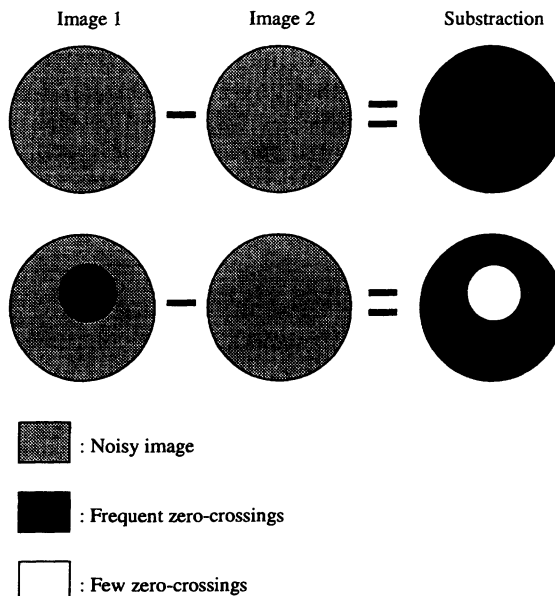 Image 1 Image 2 Substraction
: Noisy image
: Frequent zero-crossings
: Few zero-crossings